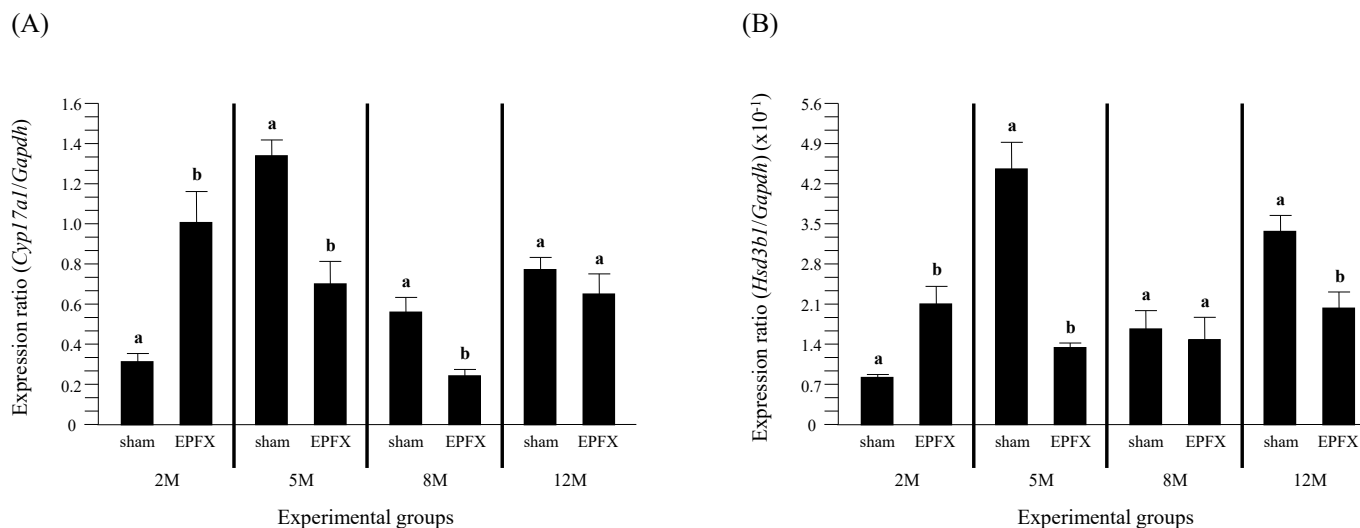 (A)
Expression ratio (Cyp17a1/Gapdh)
1.6
1.4
1.2
1.0
0.8
0.6
0.4
0.2
0
a
b
a
b
a
b
a
a
sham EPFX sham EPFX sham EPFX sham EPFX
2M 5M 8M 12M
Experimental groups
(B)
Expression ratio (Hsd3b1/Gapdh) (x10⁻¹)
5.6
4.9
4.2
3.5
2.8
2.1
1.4
0.7
0
a
b
a
b
a
a
a
b
sham EPFX sham EPFX sham EPFX sham EPFX
2M 5M 8M 12M
Experimental groups